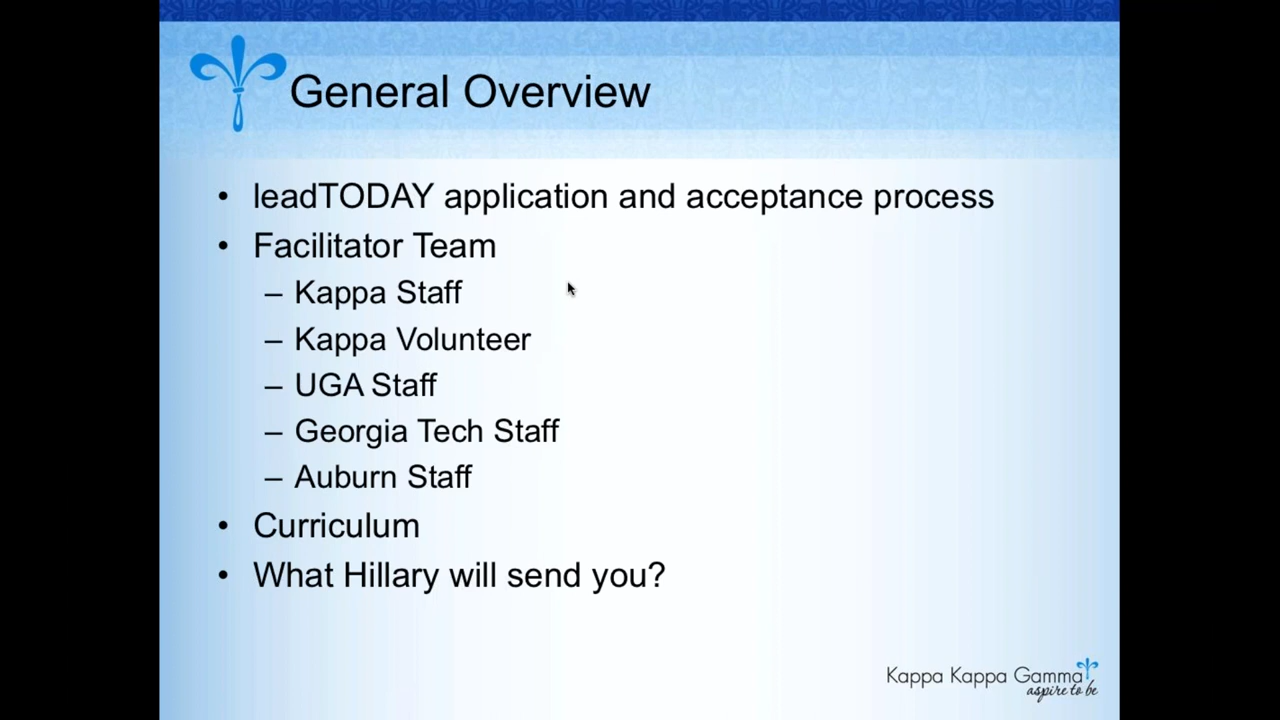 General Overview
• leadTODAY application and acceptance process
• Facilitator Team
– Kappa Staff
– Kappa Volunteer
– UGA Staff
– Georgia Tech Staff
– Auburn Staff
• Curriculum
• What Hillary will send you?
Kappa Kappa Gamma
aspire to be